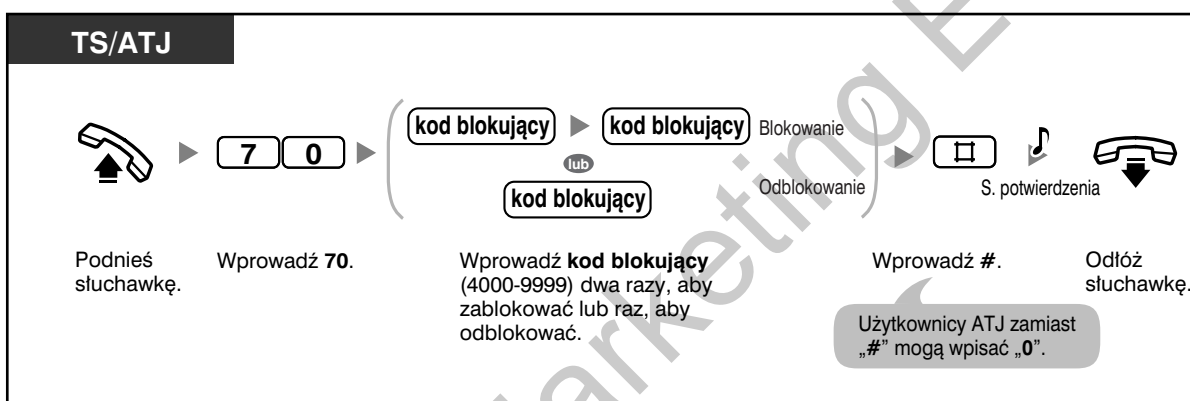 TS/ATJ
7 0
kod blokujący kod blokujący Blokowanie
lub
kod blokujący Odblokowanie
S. potwierdzenia
Podnieś
słuchawkę.
Wprowadź 70.
Wprowadź kod blokujący
(4000-9999) dwa razy, aby
zablokować lub raz, aby
odblokować.
Wprowadź #.
Użytkownicy ATJ zamiast
„#” mogą wpisać „0”.
Odłóż
słuchawkę.